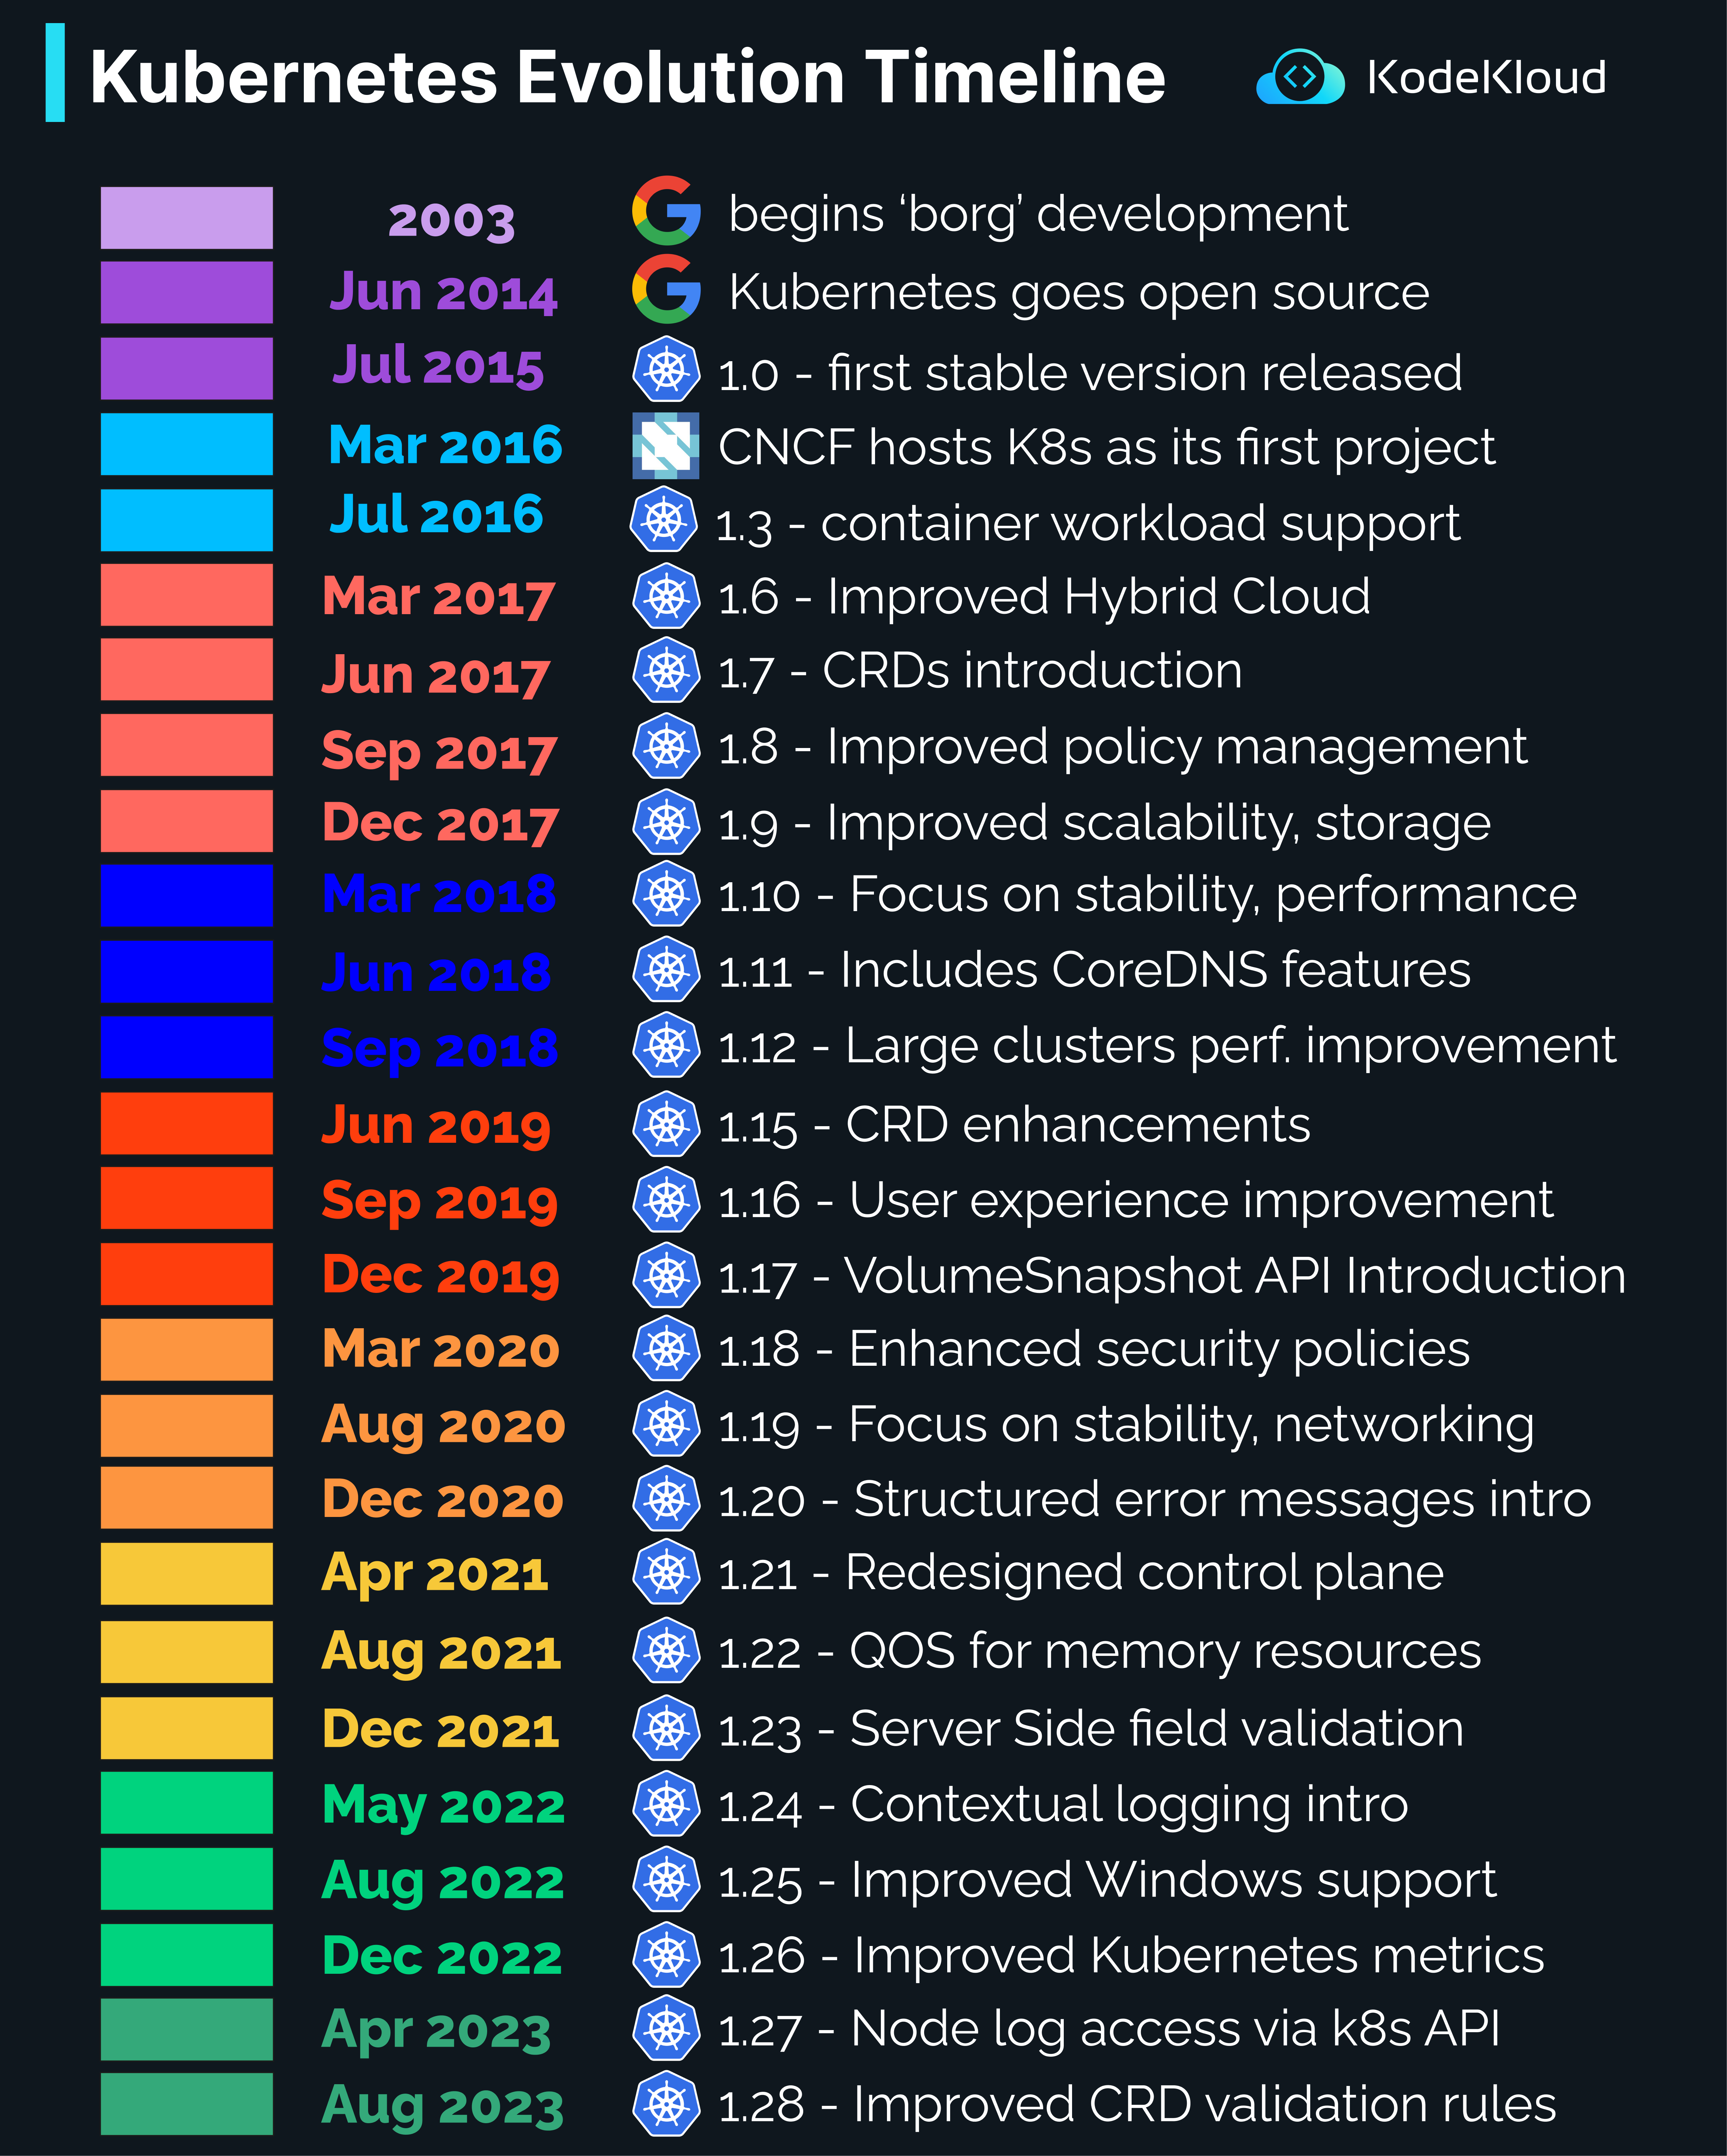 Kubernetes Evolution Timeline KodeKloud
2003 begins ‘borg’ development
Jun 2014 Kubernetes goes open source
Jul 2015 1.0 - first stable version released
Mar 2016 CNCF hosts K8s as its first project
Jul 2016 1.3 - container workload support
Mar 2017 1.6 - Improved Hybrid Cloud
Jun 2017 1.7 - CRDs introduction
Sep 2017 1.8 - Improved policy management
Dec 2017 1.9 - Improved scalability, storage
Mar 2018 1.10 - Focus on stability, performance
Jun 2018 1.11 - Includes CoreDNS features
Sep 2018 1.12 - Large clusters perf. improvement
Jun 2019 1.15 - CRD enhancements
Sep 2019 1.16 - User experience improvement
Dec 2019 1.17 - VolumeSnapshot API Introduction
Mar 2020 1.18 - Enhanced security policies
Aug 2020 1.19 - Focus on stability, networking
Dec 2020 1.20 - Structured error messages intro
Apr 2021 1.21 - Redesigned control plane
Aug 2021 1.22 - QOS for memory resources
Dec 2021 1.23 - Server Side field validation
May 2022 1.24 - Contextual logging intro
Aug 2022 1.25 - Improved Windows support
Dec 2022 1.26 - Improved Kubernetes metrics
Apr 2023 1.27 - Node log access via k8s API
Aug 2023 1.28 - Improved CRD validation rules